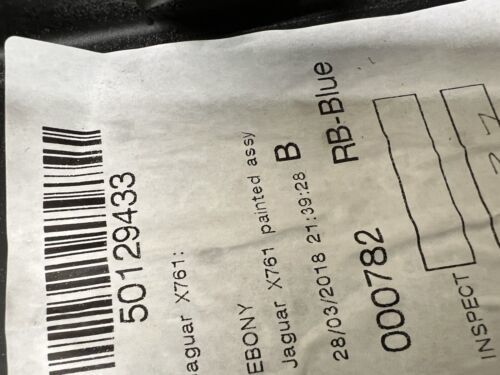 50129433
Jaguar X761:
EBONY
Jaguar X761 painted assy
28/03/2018 21:39:28 B
000782 RB-Blue
INSPECT